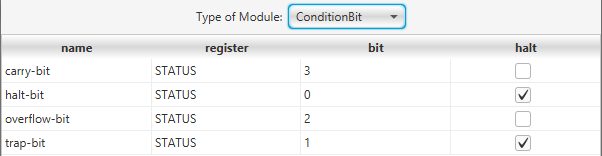 Type of Module: ConditionBit
name register bit halt
carry-bit STATUS 3
halt-bit STATUS 0
overflow-bit STATUS 2
trap-bit STATUS 1